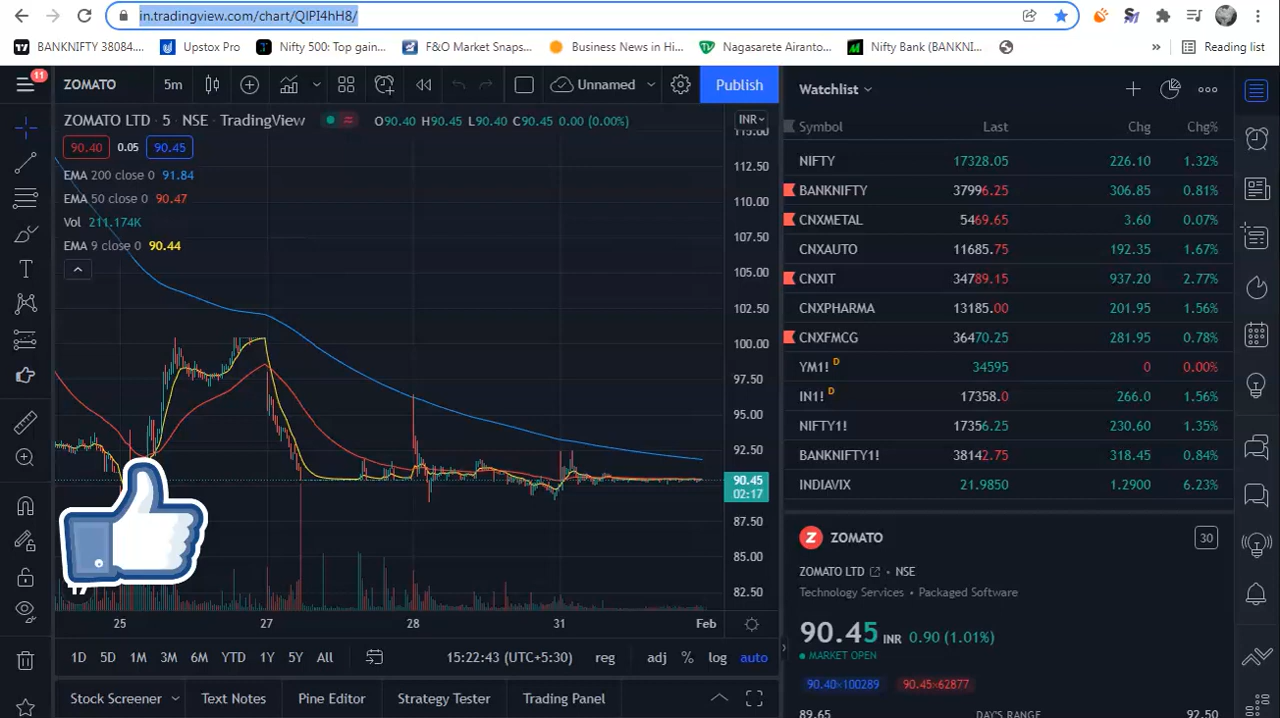 in.tradingview.com/chart/QIPI4hH8/
BANKNIFTY 38084....
Upstox Pro
Nifty 500: Top gain...
F&O Market Snaps...
Business News in Hi...
Nagasarete Airanto...
Nifty Bank (BANKNI...
»
Reading list
11
ZOMATO
5m
Unnamed
Publish
ZOMATO LTD • 5 • NSE • TradingView
O90.40 H90.45 L90.40 C90.45 0.00 (0.00%)
INR
90.40 0.05 90.45
EMA 200 close 0 91.84
EMA 50 close 0 90.47
Vol 211.174K
EMA 9 close 0 90.44
115.00
112.50
110.00
107.50
105.00
102.50
100.00
97.50
95.00
92.50
90.45
02:17
87.50
85.00
82.50
25 27 28 31 Feb
1D 5D 1M 3M 6M YTD 1Y 5Y All
15:22:43 (UTC+5:30) reg adj % log auto
Stock Screener Text Notes Pine Editor Strategy Tester Trading Panel
Watchlist
Symbol Last Chg Chg%
NIFTY 17328.05 226.10 1.32%
BANKNIFTY 37996.25 306.85 0.81%
CNXMETAL 5469.65 3.60 0.07%
CNXAUTO 11685.75 192.35 1.67%
CNXIT 34789.15 937.20 2.77%
CNXPHARMA 13185.00 201.95 1.56%
CNXFMCG 36470.25 281.95 0.78%
YM1! D 34595 0 0.00%
IN1! D 17358.0 266.0 1.56%
NIFTY1! 17356.25 230.60 1.35%
BANKNIFTY1! 38142.75 318.45 0.84%
INDIAVIX 21.9850 1.2900 6.23%
Z ZOMATO
30
ZOMATO LTD • NSE
Technology Services • Packaged Software
90.45 INR 0.90 (1.01%)
MARKET OPEN
90.40×100289 90.45×62877
89.65 DAY'S RANGE 92.50